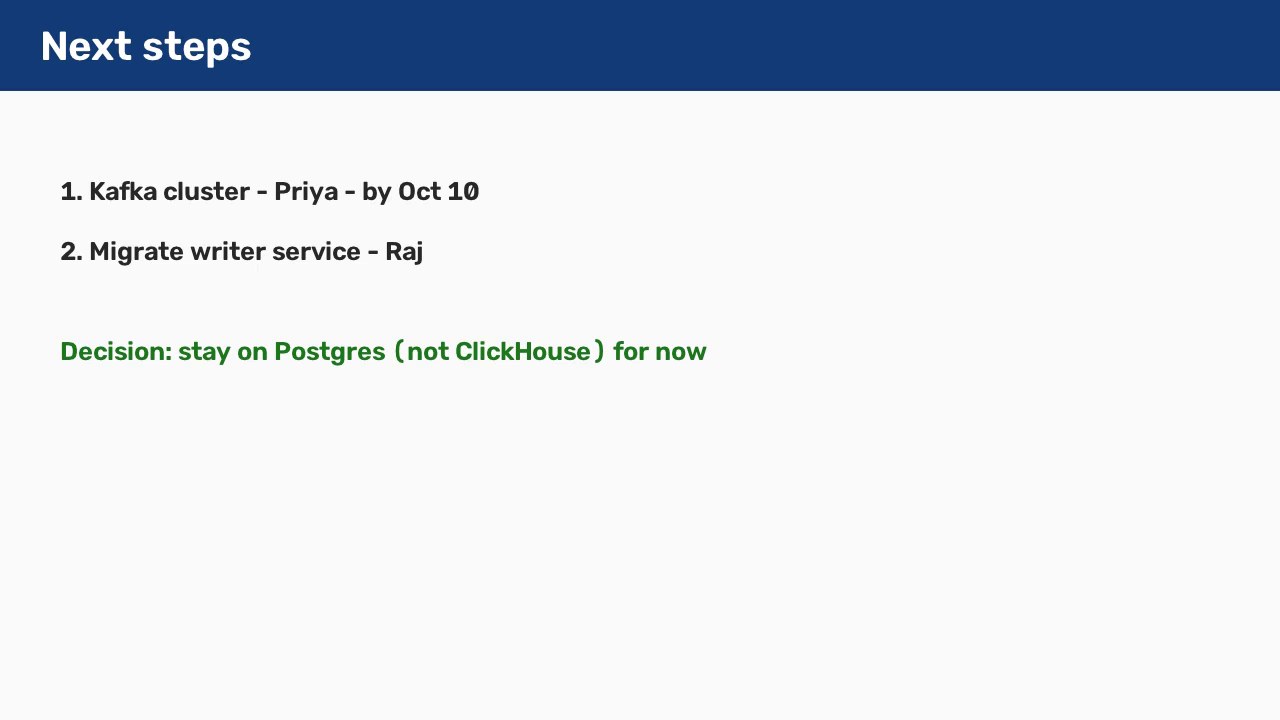 Next steps
1. Kafka cluster - Priya - by Oct 10
2. Migrate writer service - Raj
Decision: stay on Postgres (not ClickHouse) for now